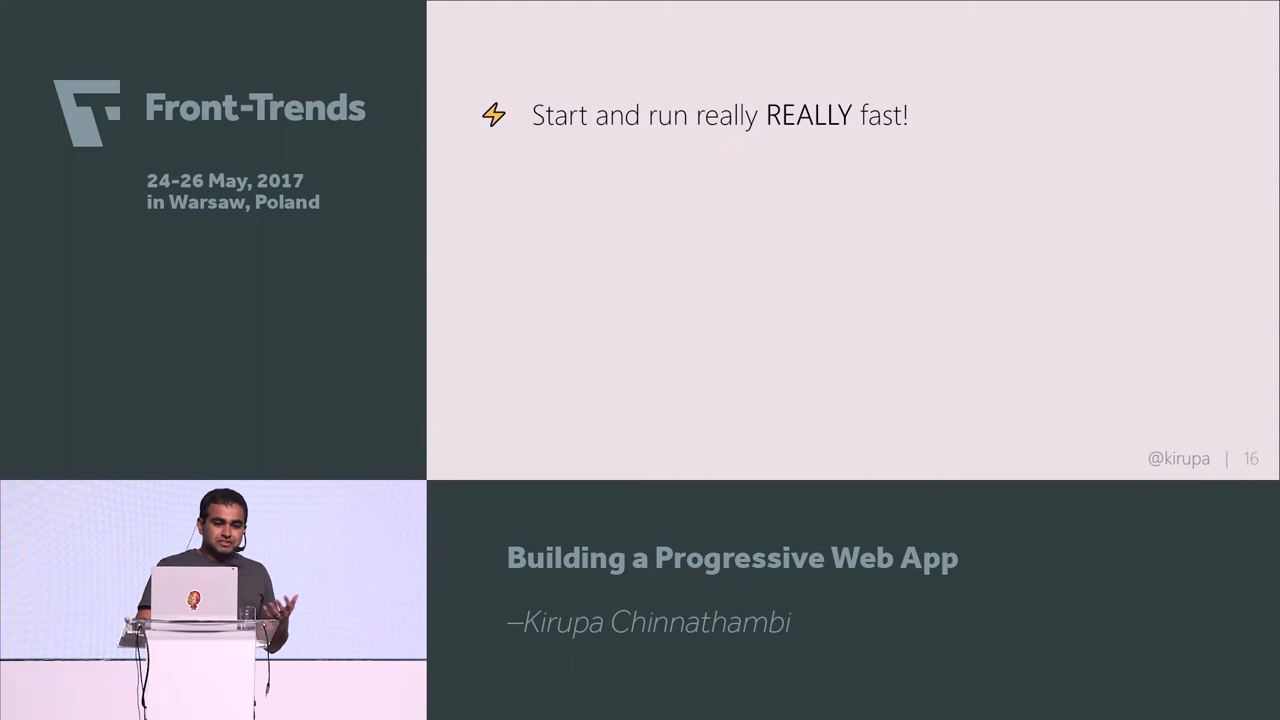 Front-Trends
24-26 May, 2017
in Warsaw, Poland
⚡ Start and run really REALLY fast!
@kirupa | 16
Building a Progressive Web App
–Kirupa Chinnathambi